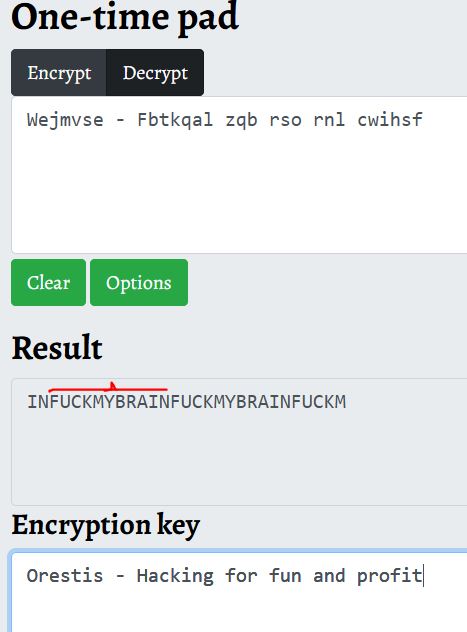 One-time pad
Encrypt Decrypt
Wejmvse - Fbtkqal zqb rso rnl cwihsf
Clear Options
Result
INFUCKMYBRAINFUCKMYBRAINFUCKM
Encryption key
Orestis - Hacking for fun and profit